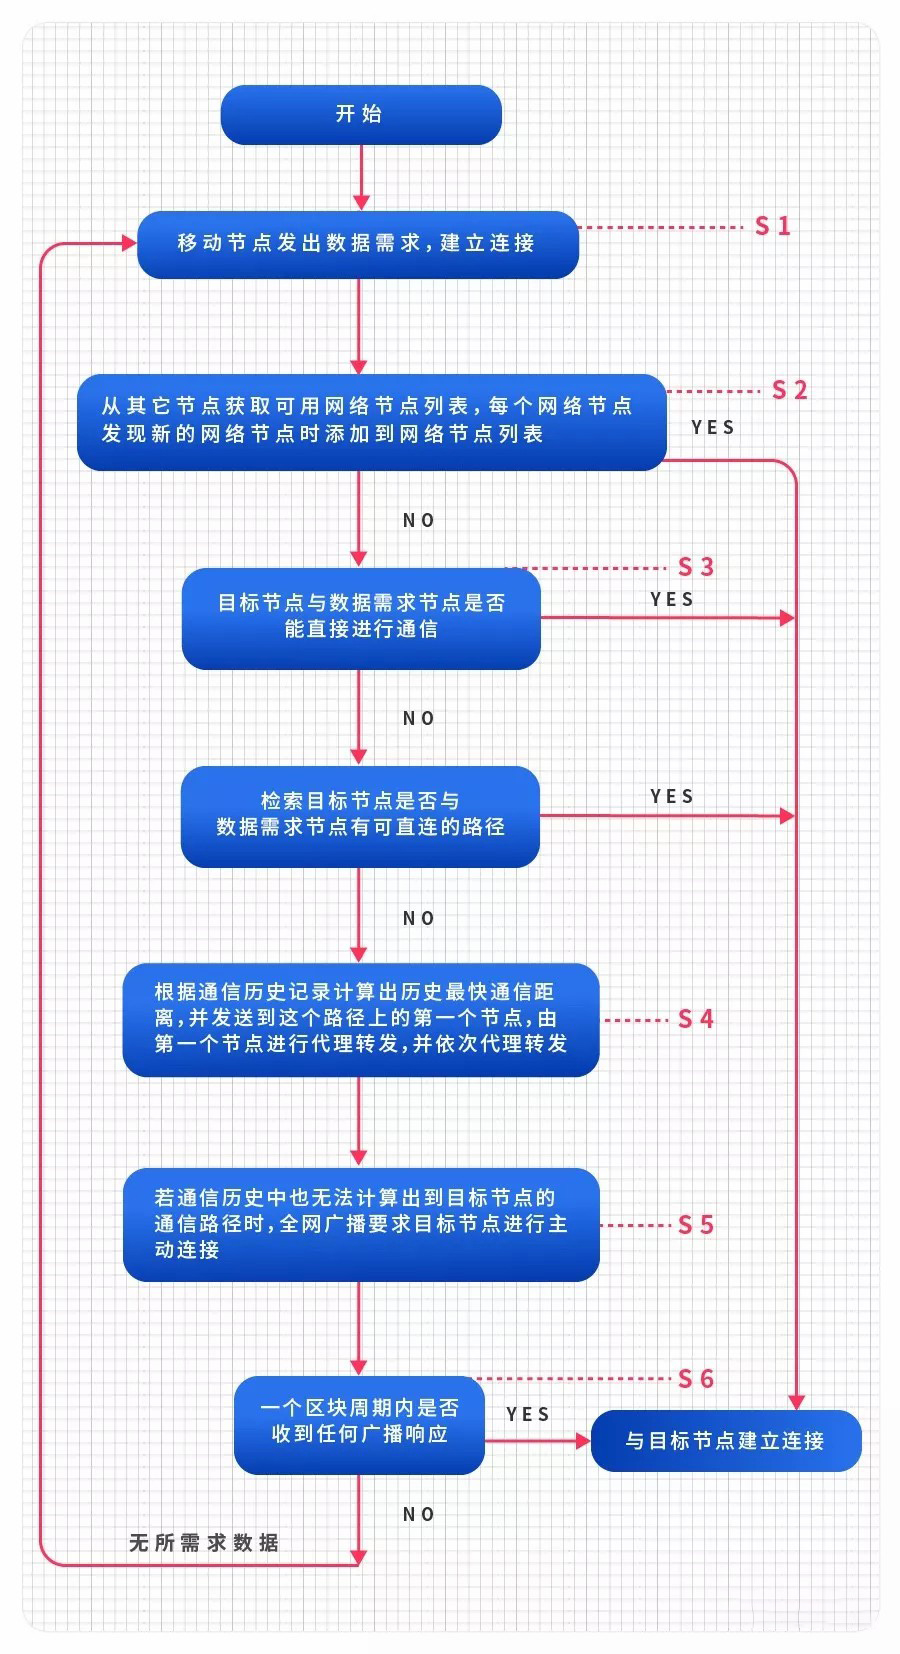 开始
移动节点发出数据需求,建立连接
S1
从其它节点获取可用网络节点列表,每个网络节点
发现新的网络节点时添加到网络节点列表
S2
YES
NO
S3
目标节点与数据需求节点是否
能直接进行通信
YES
NO
检索目标节点是否与
数据需求节点有可直连的路径
YES
NO
根据通信历史记录计算出历史最快通信距
离,并发送到这个路径上的第一个节点,由
第一个节点进行代理转发,并依次代理转发
S4
若通信历史中也无法计算出到目标节点的
通信路径时,全网广播要求目标节点进行主
动连接
S5
S6
一个区块周期内是否
收到任何广播响应
YES
与目标节点建立连接
NO
无所需求数据